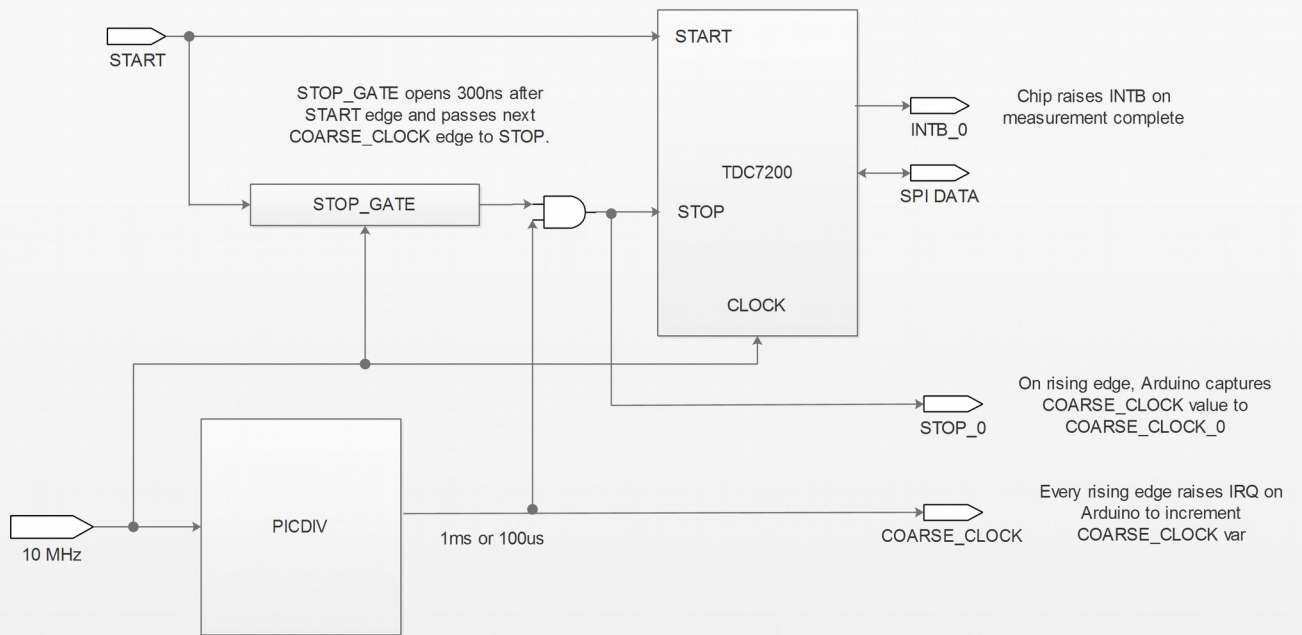 START
START
STOP_GATE opens 300ns after
START edge and passes next
COARSE_CLOCK edge to STOP.
Chip raises INTB on
measurement complete
INTB_0
TDC7200
SPI DATA
STOP_GATE
STOP
CLOCK
On rising edge, Arduino captures
COARSE_CLOCK value to
COARSE_CLOCK_0
STOP_0
Every rising edge raises IRQ on
Arduino to increment
COARSE_CLOCK var
PICDIV
1ms or 100us
COARSE_CLOCK
10 MHz